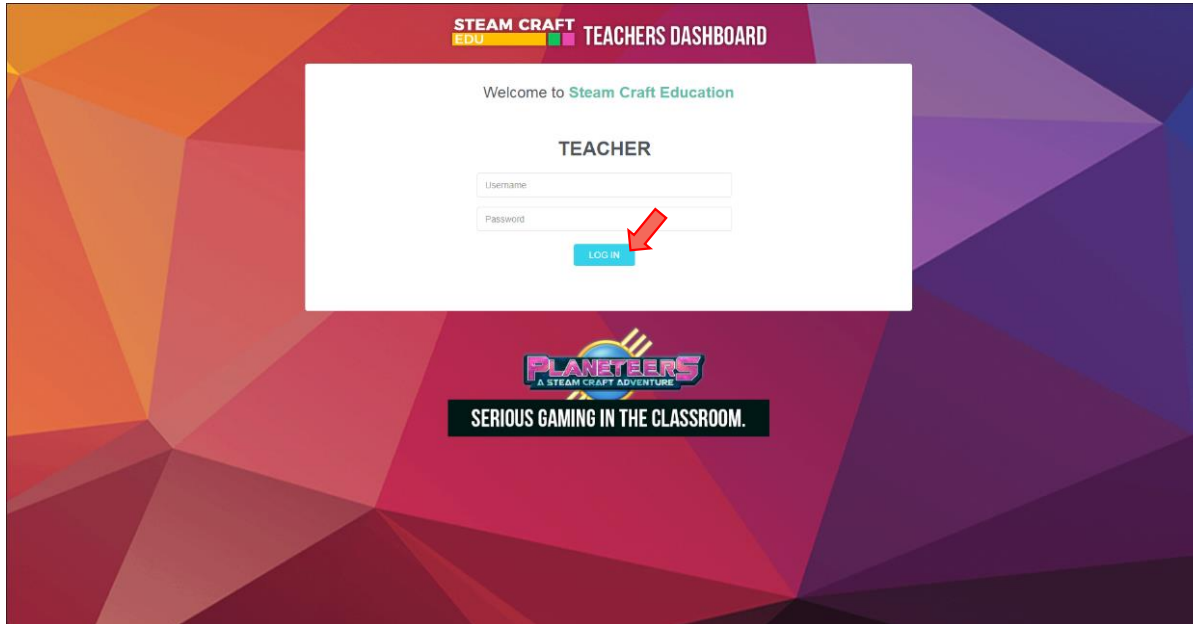 STEAM CRAFT
EDU
TEACHERS DASHBOARD
Welcome to Steam Craft Education
TEACHER
Username
Password
LOG IN
PLANETEERS
A STEAM CRAFT ADVENTURE
SERIOUS GAMING IN THE CLASSROOM.